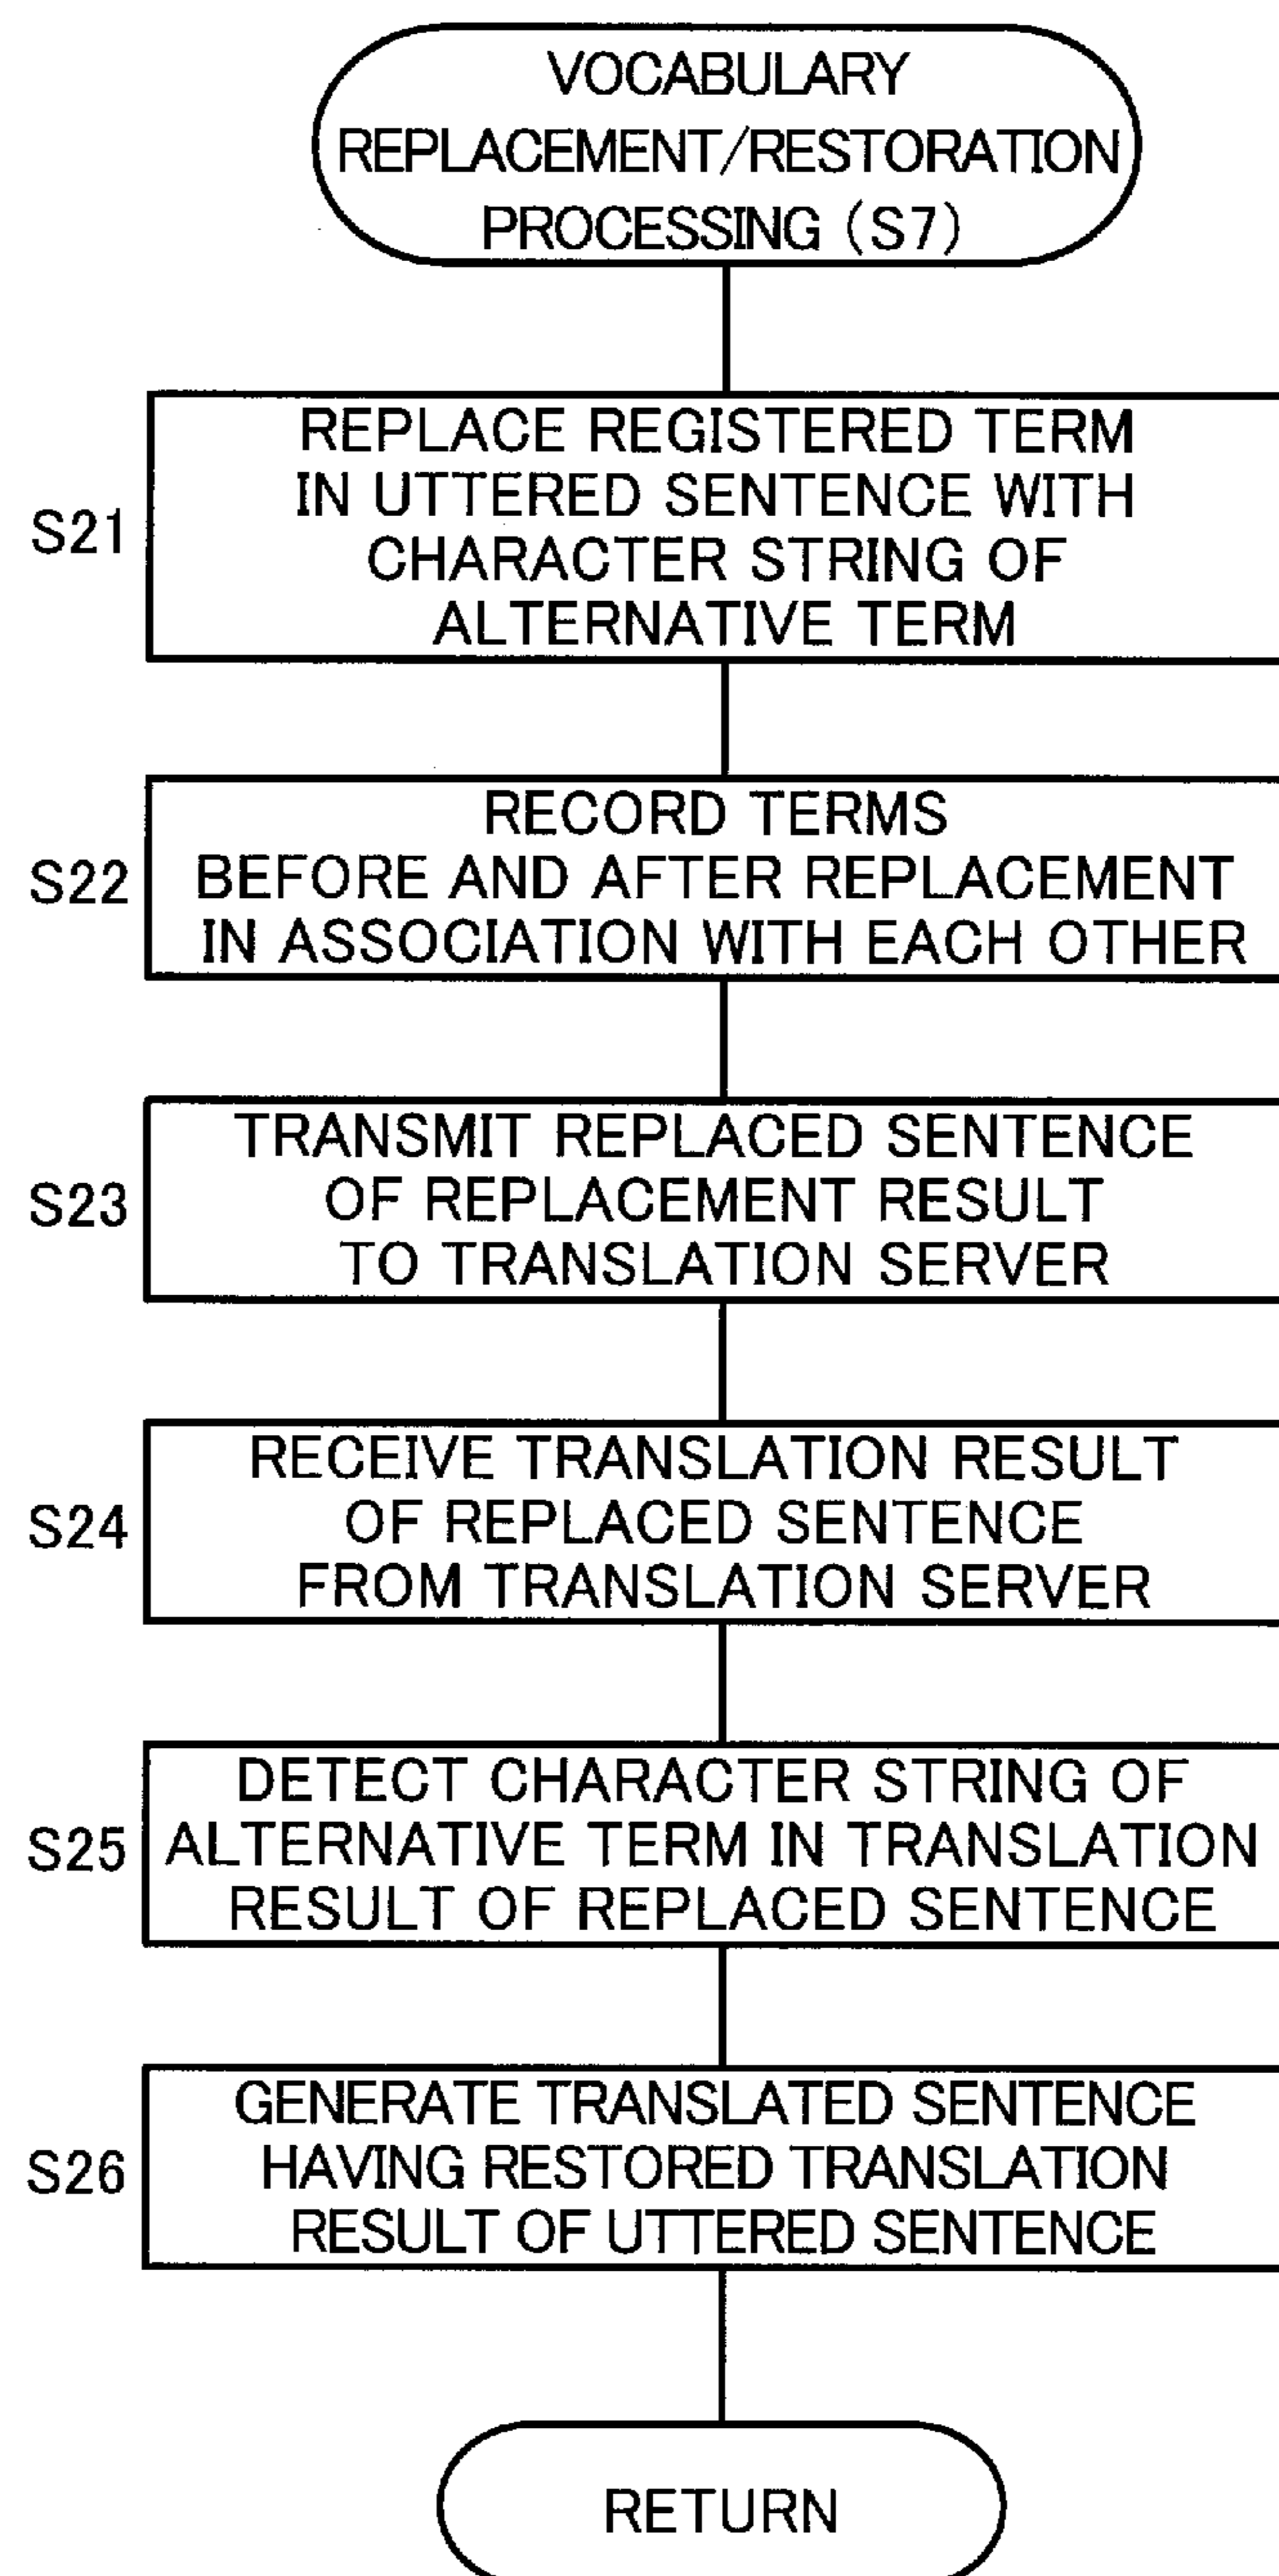 VOCABULARY
REPLACEMENT/RESTORATION
PROCESSING (S7)
S21
REPLACE REGISTERED TERM
IN UTTERED SENTENCE WITH
CHARACTER STRING OF
ALTERNATIVE TERM
S22
RECORD TERMS
BEFORE AND AFTER REPLACEMENT
IN ASSOCIATION WITH EACH OTHER
S23
TRANSMIT REPLACED SENTENCE
OF REPLACEMENT RESULT
TO TRANSLATION SERVER
S24
RECEIVE TRANSLATION RESULT
OF REPLACED SENTENCE
FROM TRANSLATION SERVER
S25
DETECT CHARACTER STRING OF
ALTERNATIVE TERM IN TRANSLATION
RESULT OF REPLACED SENTENCE
S26
GENERATE TRANSLATED SENTENCE
HAVING RESTORED TRANSLATION
RESULT OF UTTERED SENTENCE
RETURN